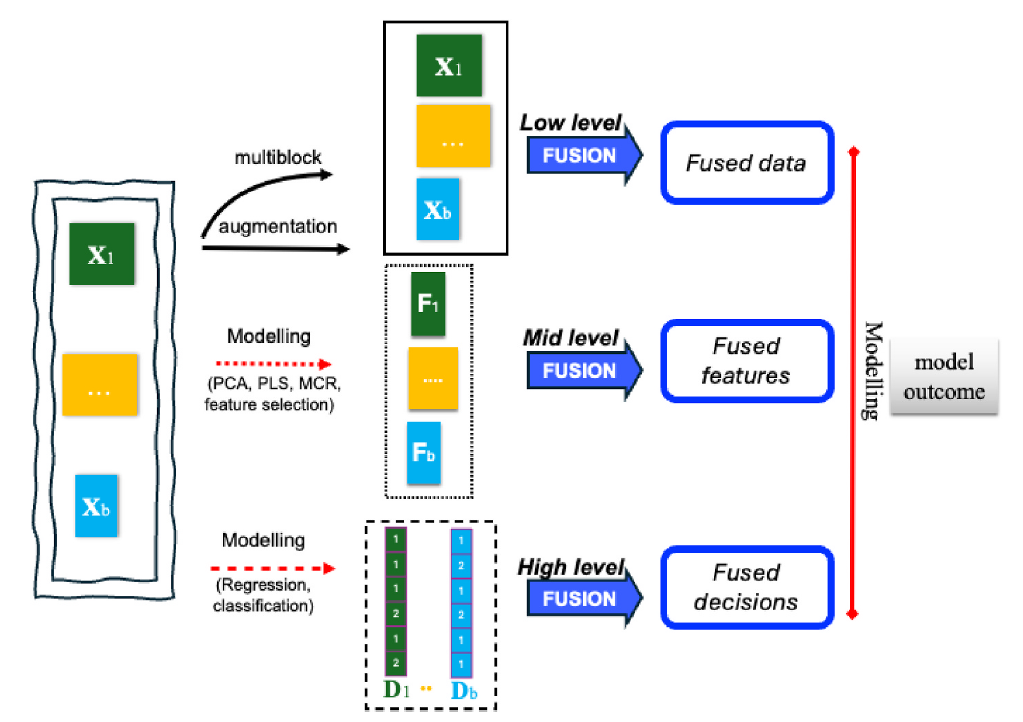 X1
...
Xb
multiblock
augmentation
X1
...
Xb
Low level
FUSION
Fused data
Modelling
(PCA, PLS, MCR,
feature selection)
F1
....
Fb
Mid level
FUSION
Fused
features
Modelling
(Regression,
classification)
1
1
1
2
1
2
D1
..
1
2
1
2
1
1
Db
High level
FUSION
Fused
decisions
Modelling
model
outcome